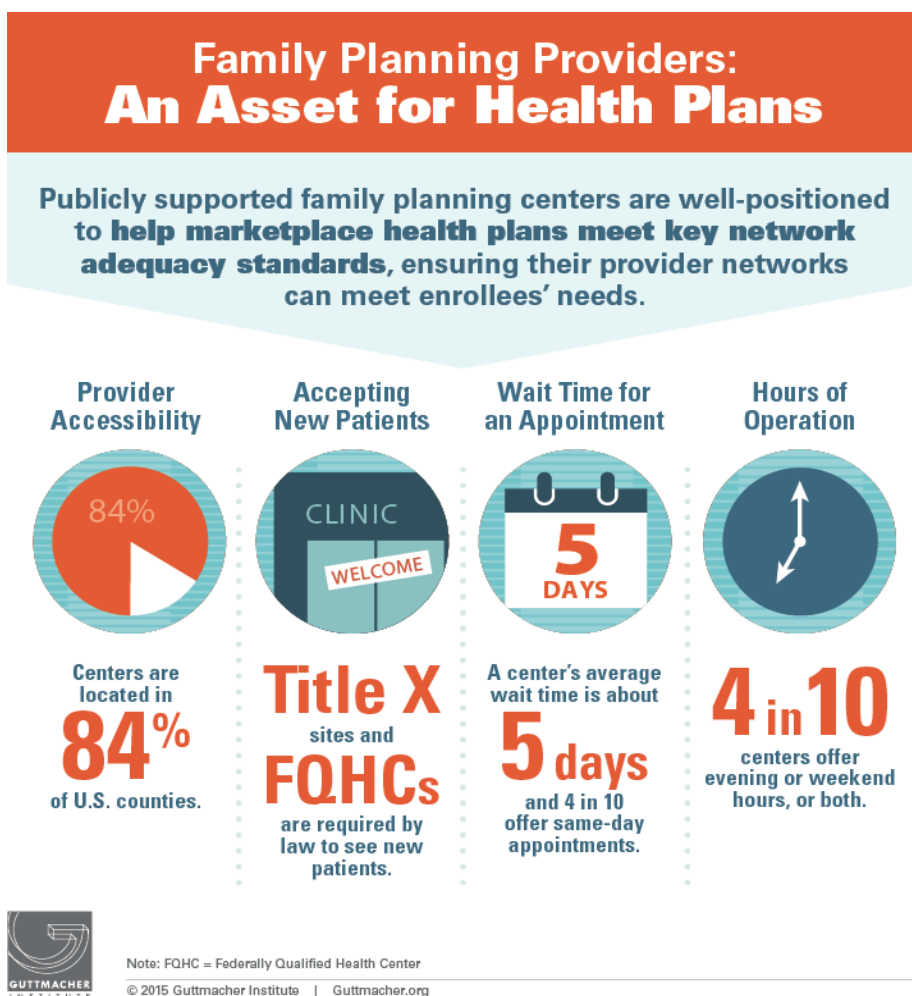 Family Planning Providers:
An Asset for Health Plans
Publicly supported family planning centers are well-positioned
to help marketplace health plans meet key network
adequacy standards, ensuring their provider networks
can meet enrollees’ needs.
Provider
Accessibility
84%
Centers are
located in
84%
of U.S. counties.
Accepting
New Patients
CLINIC
WELCOME
Title X
sites and
FQHCs
are required by
law to see new
patients.
Wait Time for
an Appointment
5
DAYS
A center’s average
wait time is about
5 days
and 4 in 10
offer same-day
appointments.
Hours of
Operation
4 in 10
centers offer
evening or weekend
hours, or both.
GUTTMACHER
INSTITUTE
Note: FQHC = Federally Qualified Health Center
© 2015 Guttmacher Institute | Guttmacher.org